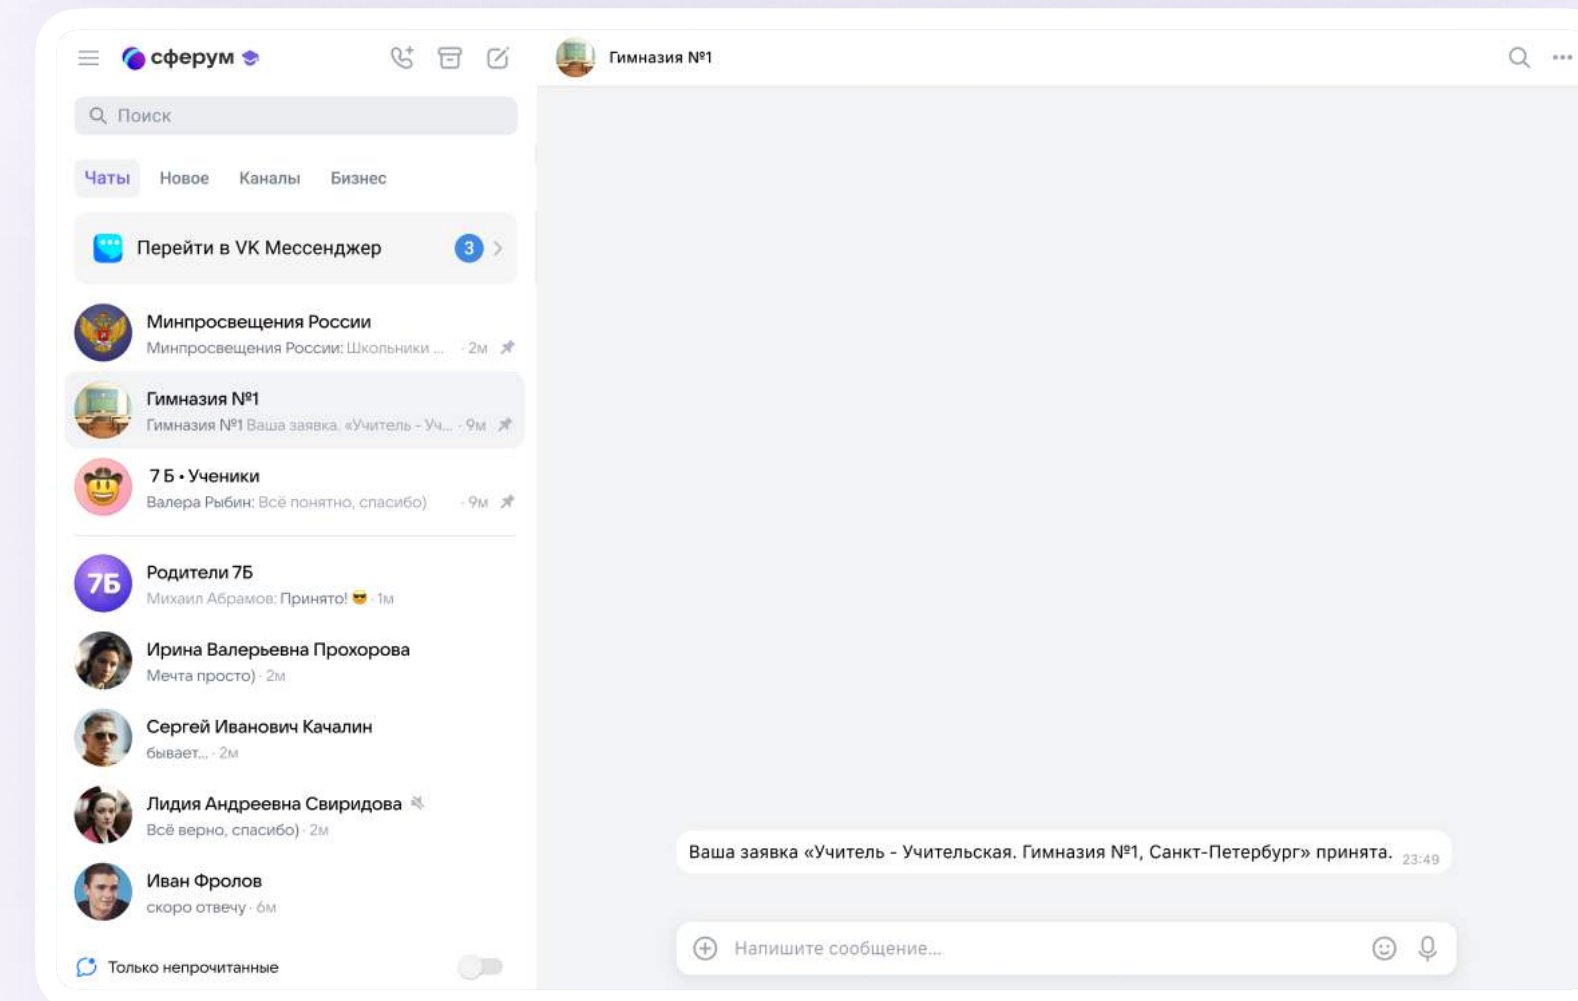 сферум
Гимназия №1
Поиск
Чаты Новое Каналы Бизнес
Перейти в VK Мессенджер 3
Минпросвещения России
Минпросвещения России: Школьники ... · 2м
Гимназия №1
Гимназия №1 Ваша заявка. «Учитель - Уч... · 9м
7 Б • Ученики
Валера Рыбин: Всё понятно, спасибо) · 9м
7Б
Родители 7Б
Михаил Абрамов: Принято! 😎 · 1м
Ирина Валерьевна Прохорова
Мечта просто) · 2м
Сергей Иванович Качалин
бывает... · 2м
Лидия Андреевна Свиридова
Всё верно, спасибо) · 2м
Иван Фролов
скоро отвечу · 6м
Только непрочитанные
Ваша заявка «Учитель - Учительская. Гимназия №1, Санкт-Петербург» принята. 23:49
Напишите сообщение...